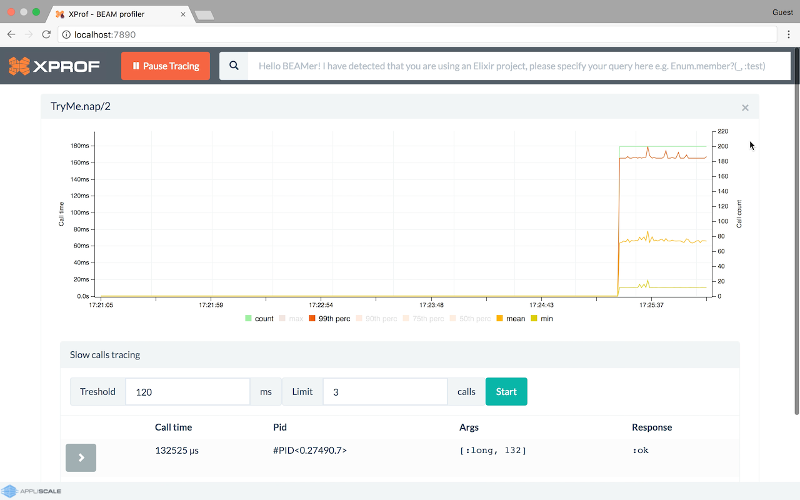 XProf - BEAM profiler
Guest
localhost:7890
XPROF
Pause Tracing
Hello BEAMer! I have detected that you are using an Elixir project, please specify your query here e.g. Enum.member?(_, :test)
TryMe.nap/2
180ms
160ms
140ms
120ms
100ms
80ms
60ms
40ms
20ms
0.0s
Call time
220
200
180
160
140
120
100
80
60
40
20
0
Call count
17:21:05
17:21:59
17:22:54
17:23:48
17:24:43
17:25:37
count max 99th perc 90th perc 75th perc 50th perc mean min
Slow calls tracing
Treshold 120 ms Limit 3 calls Start
Call time Pid Args Response
132525 µs #PID<0.27490.7> [:long, 132] :ok
APPLISCALE